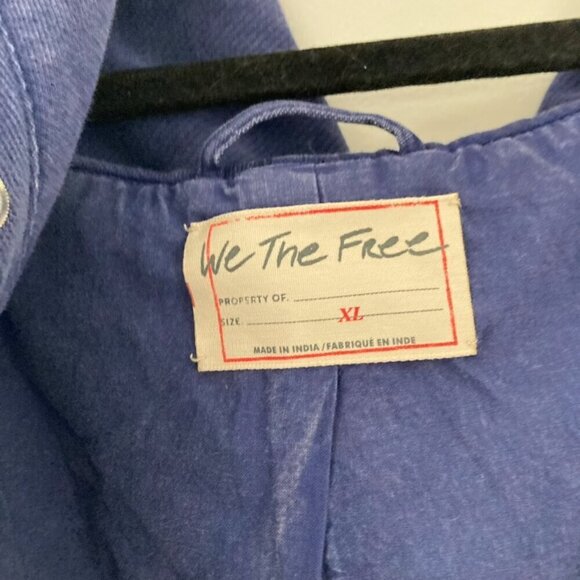 We The Free
PROPERTY OF.
SIZE. XL
MADE IN INDIA / FABRIQUÉ EN INDE